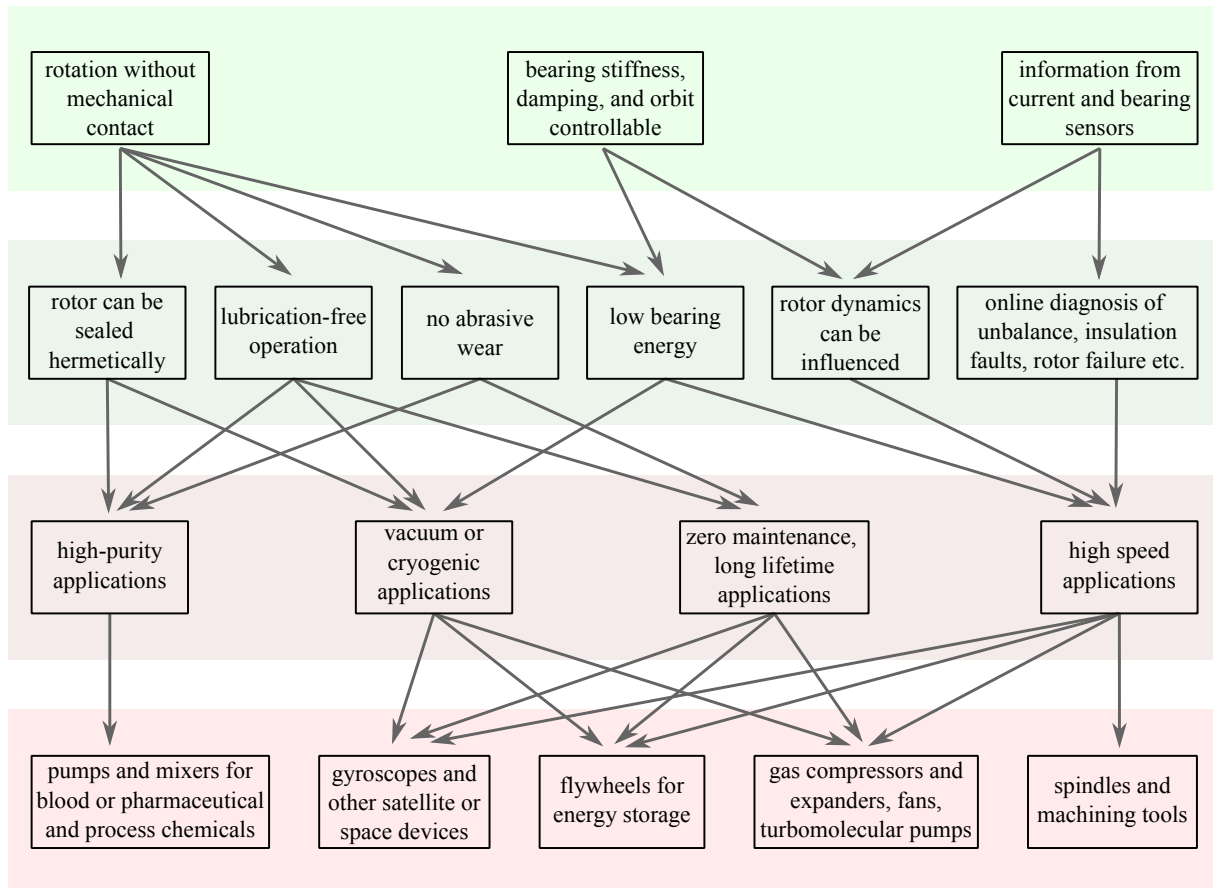 rotation without
mechanical
contact
bearing stiffness,
damping, and orbit
controllable
information from
current and bearing
sensors
rotor can be
sealed
hermetically
lubrication-free
operation
no abrasive
wear
low bearing
energy
rotor dynamics
can be
influenced
online diagnosis of
unbalance, insulation
faults, rotor failure etc.
high-purity
applications
vacuum or
cryogenic
applications
zero maintenance,
long lifetime
applications
high speed
applications
pumps and mixers for
blood or pharmaceutical
and process chemicals
gyroscopes and
other satellite or
space devices
flywheels for
energy storage
gas compressors and
expanders, fans,
turbomolecular pumps
spindles and
machining tools